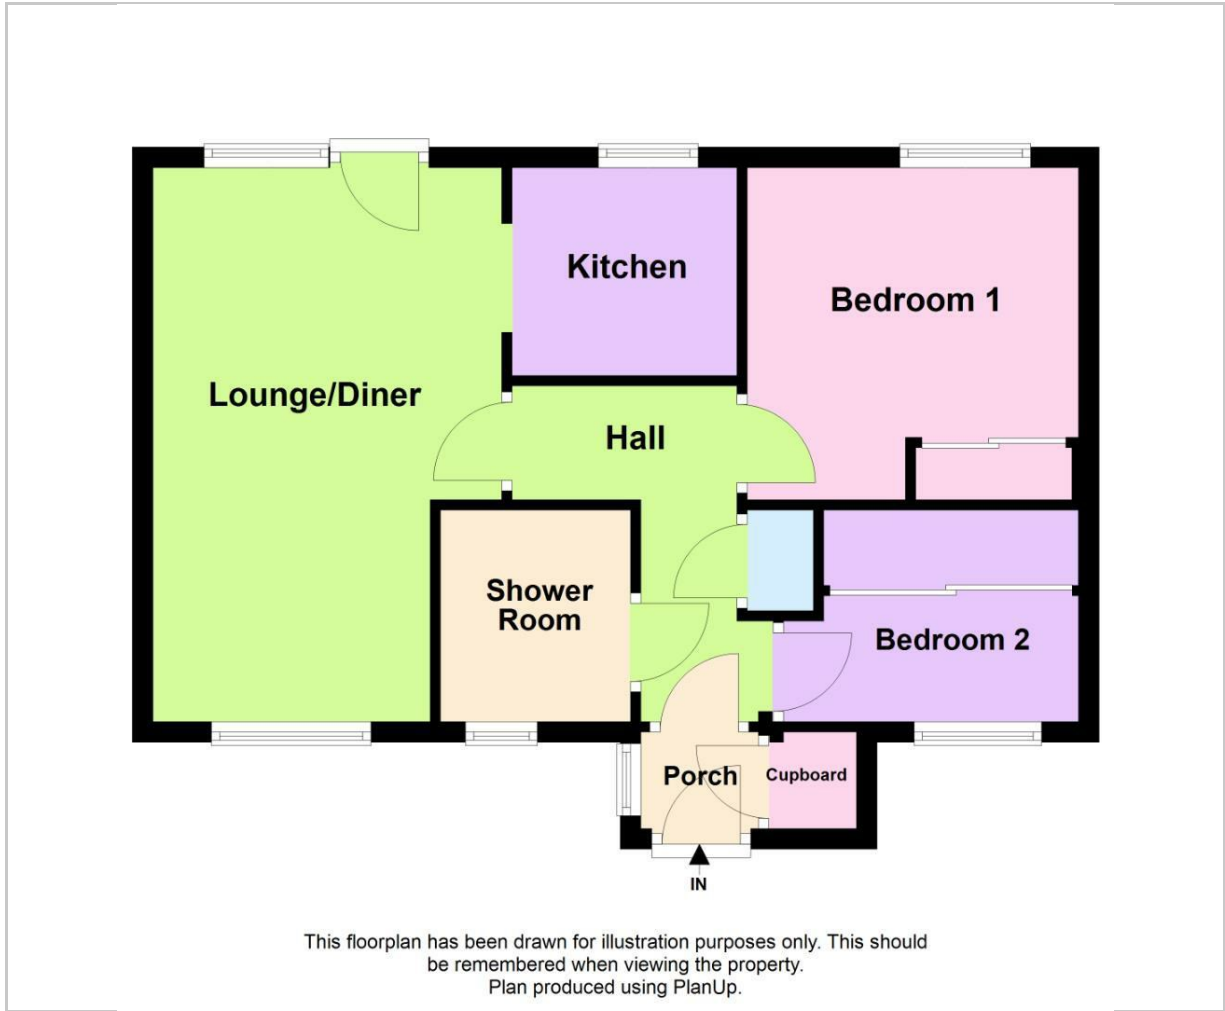 Kitchen
Bedroom 1
Lounge/Diner
Hall
Shower
Room
Bedroom 2
Porch
Cupboard
IN
This floorplan has been drawn for illustration purposes only. This should
be remembered when viewing the property.
Plan produced using PlanUp.